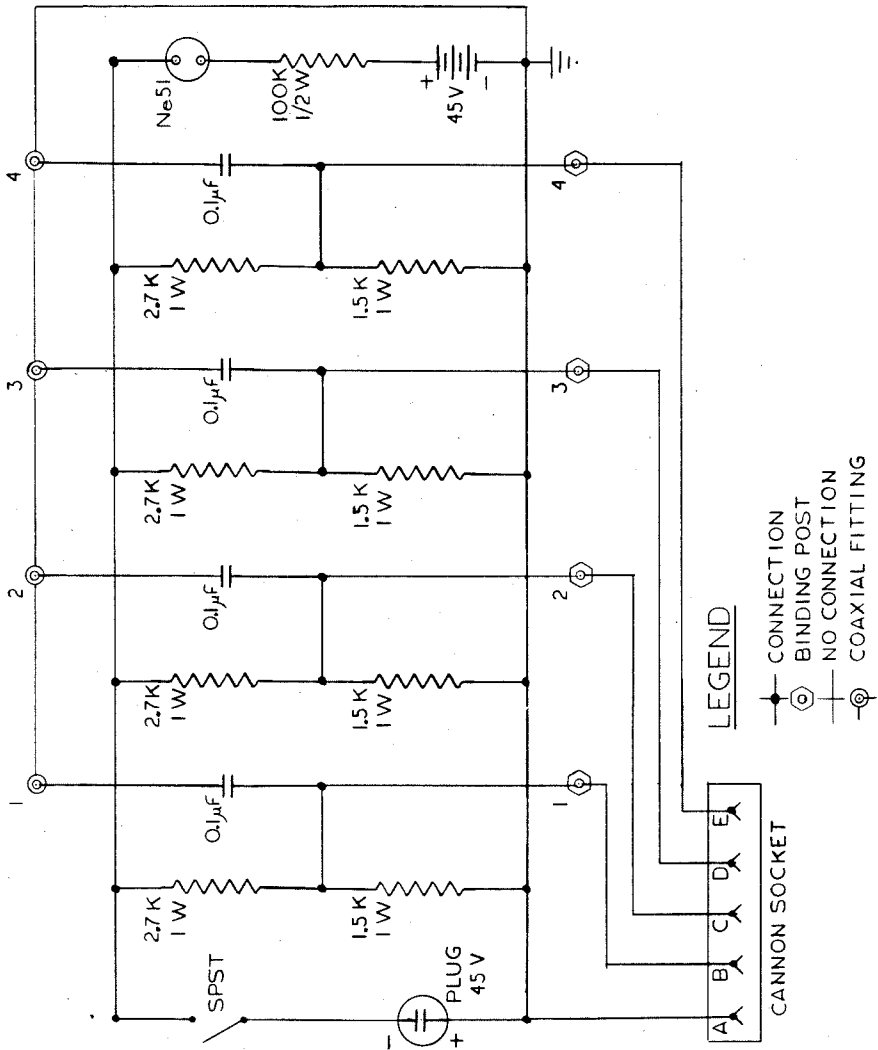 1
2
3
4
2.7K
1W
2.7K
1W
2.7K
1W
2.7K
1W
Ne51
SPST
0.1µF
0.1µF
0.1µF
0.1µF
100K
1/2W
1.5K
1W
1.5K
1W
1.5K
1W
1.5K
1W
−
+
PLUG
45V
+
45V
−
1
2
3
4
A B C D E
CANNON SOCKET
LEGEND
CONNECTION
BINDING POST
NO CONNECTION
COAXIAL FITTING